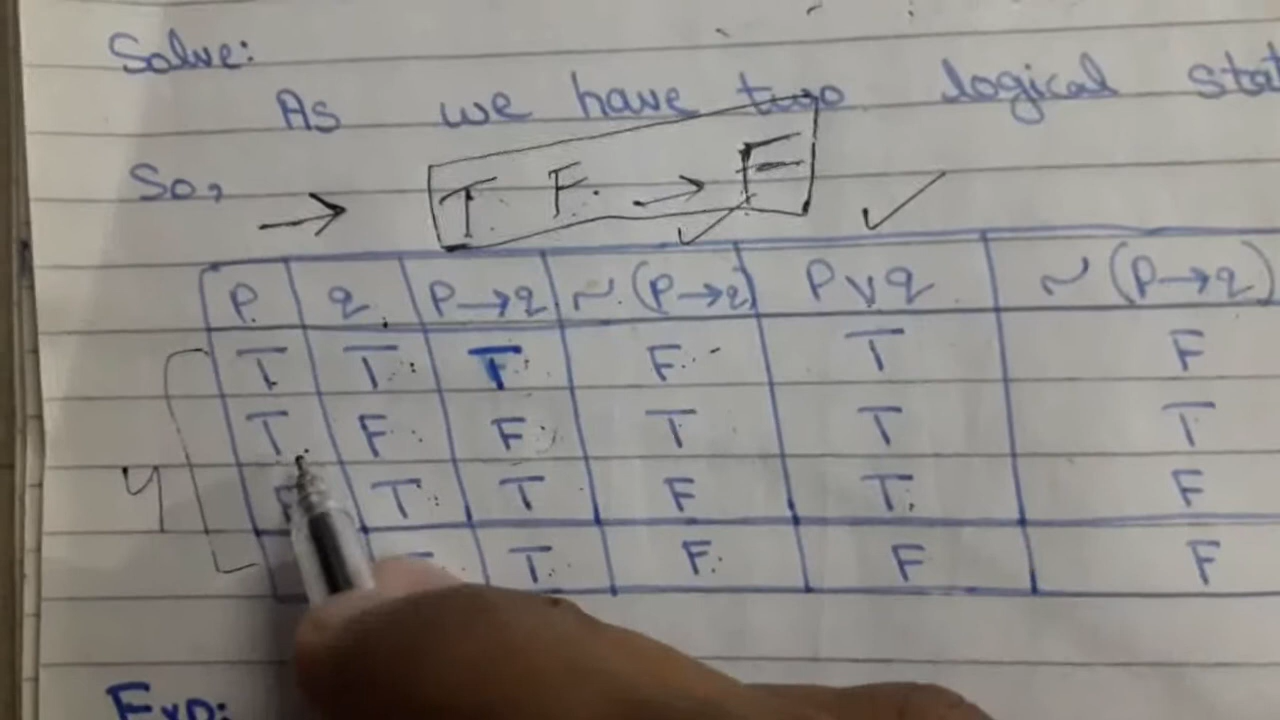 Solve:
As we have two logical stat
So, → T F. → F ✓ ✓
P q P→q ~(P→q) P∨q ~(P→q)
T T T F T F
T F F T T T
4 T T F T F
T F F F
Exp: